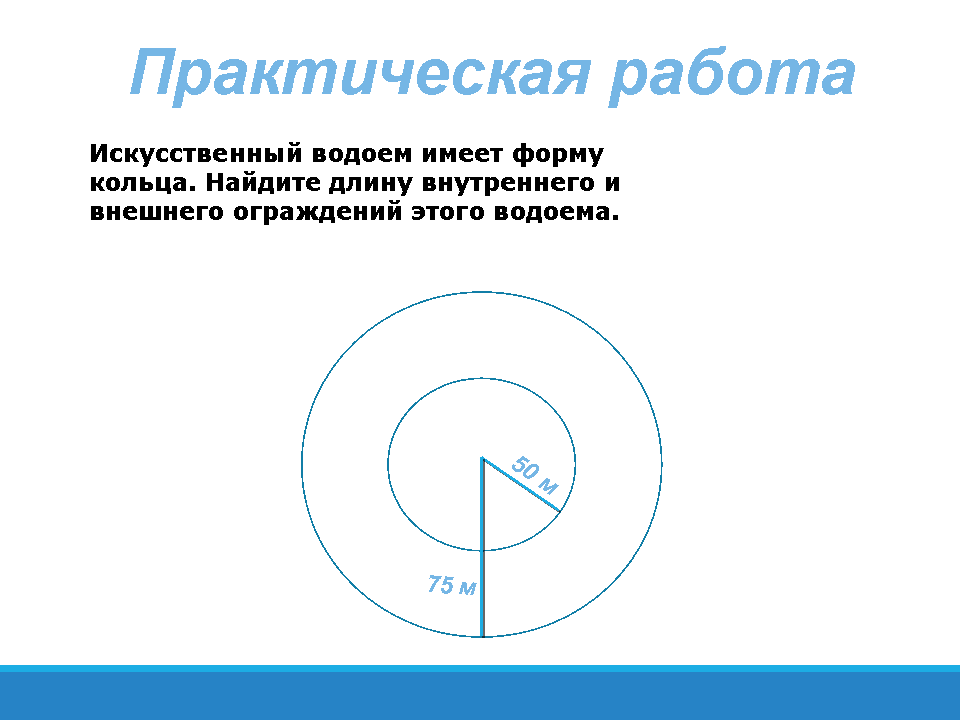 Практическая работа
Искусственный водоем имеет форму
кольца. Найдите длину внутреннего и
внешнего ограждений этого водоема.
50 м
75 м